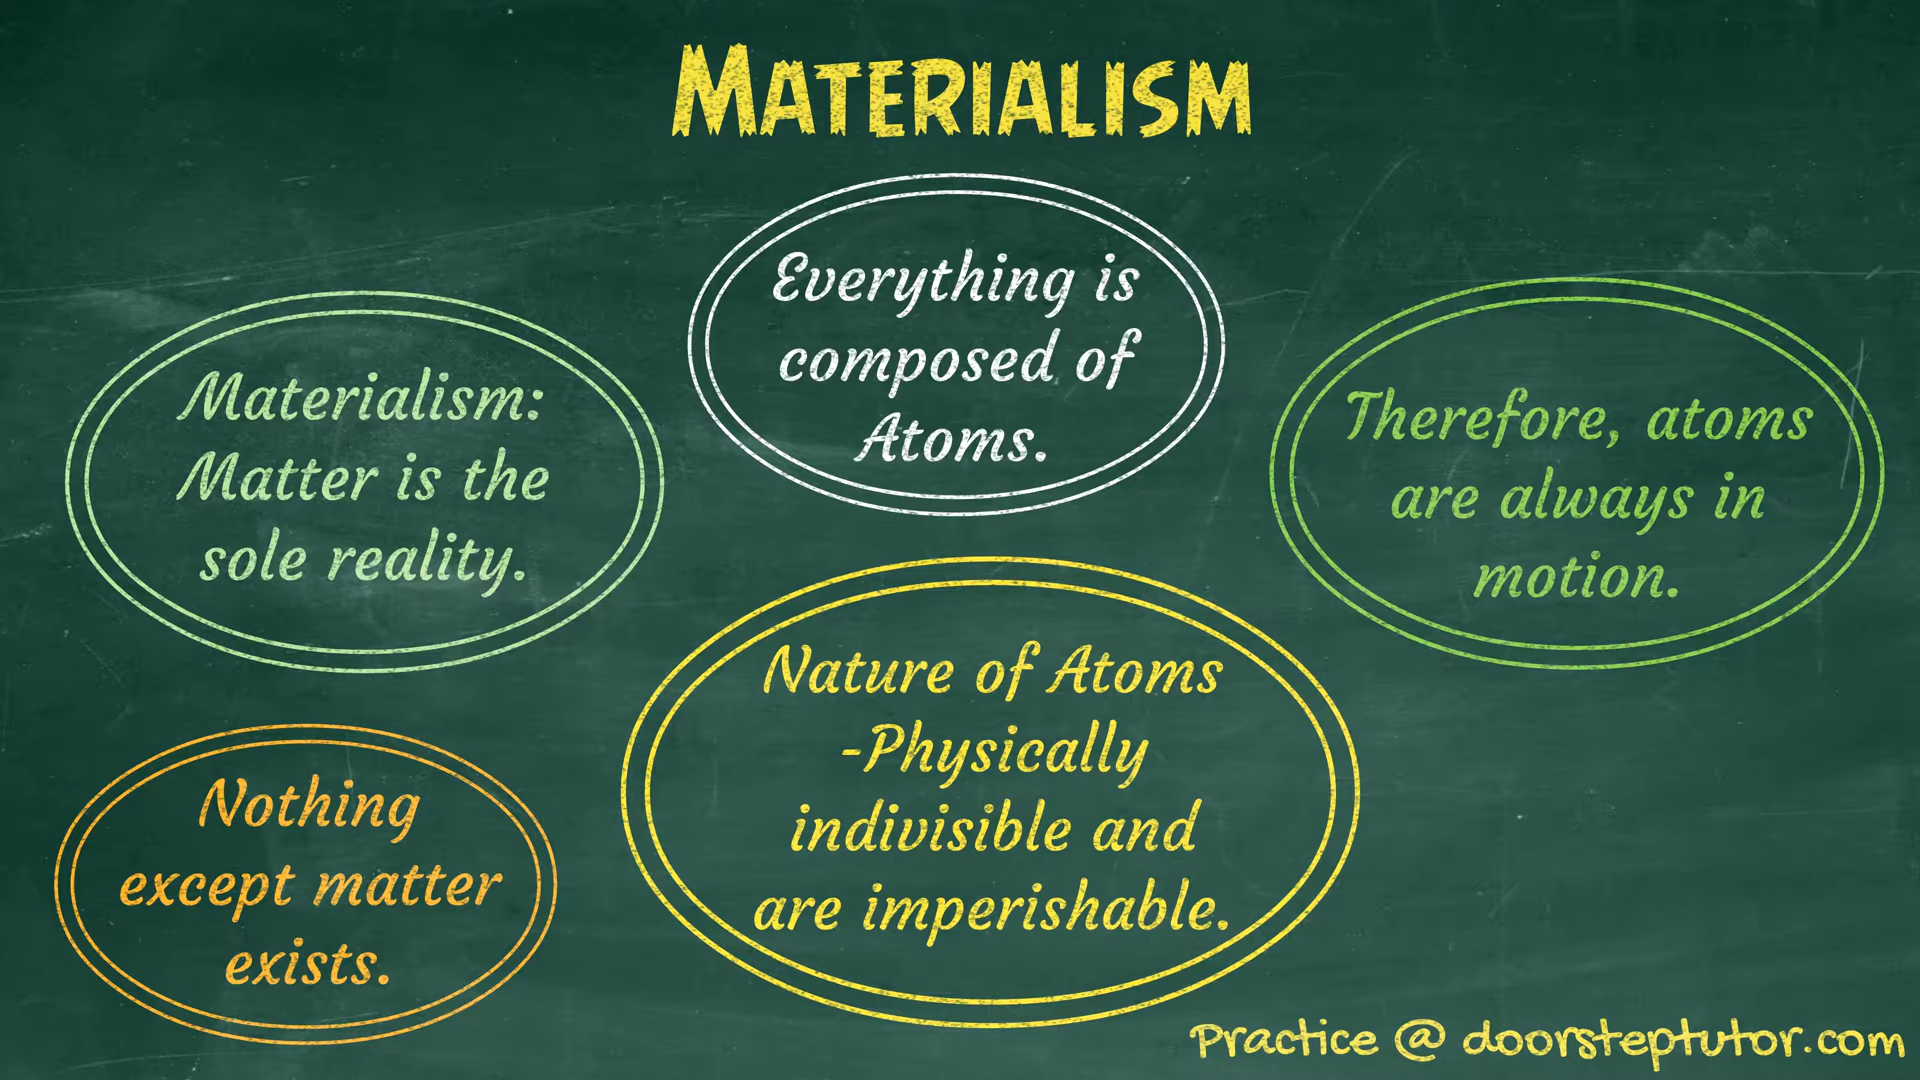 MATERIALISM
Everything is
composed of
Atoms.
Materialism:
Matter is the
sole reality.
Therefore, atoms
are always in
motion.
Nature of Atoms
-Physically
indivisible and
are imperishable.
Nothing
except matter
exists.
Practice @ doorsteptutor.com